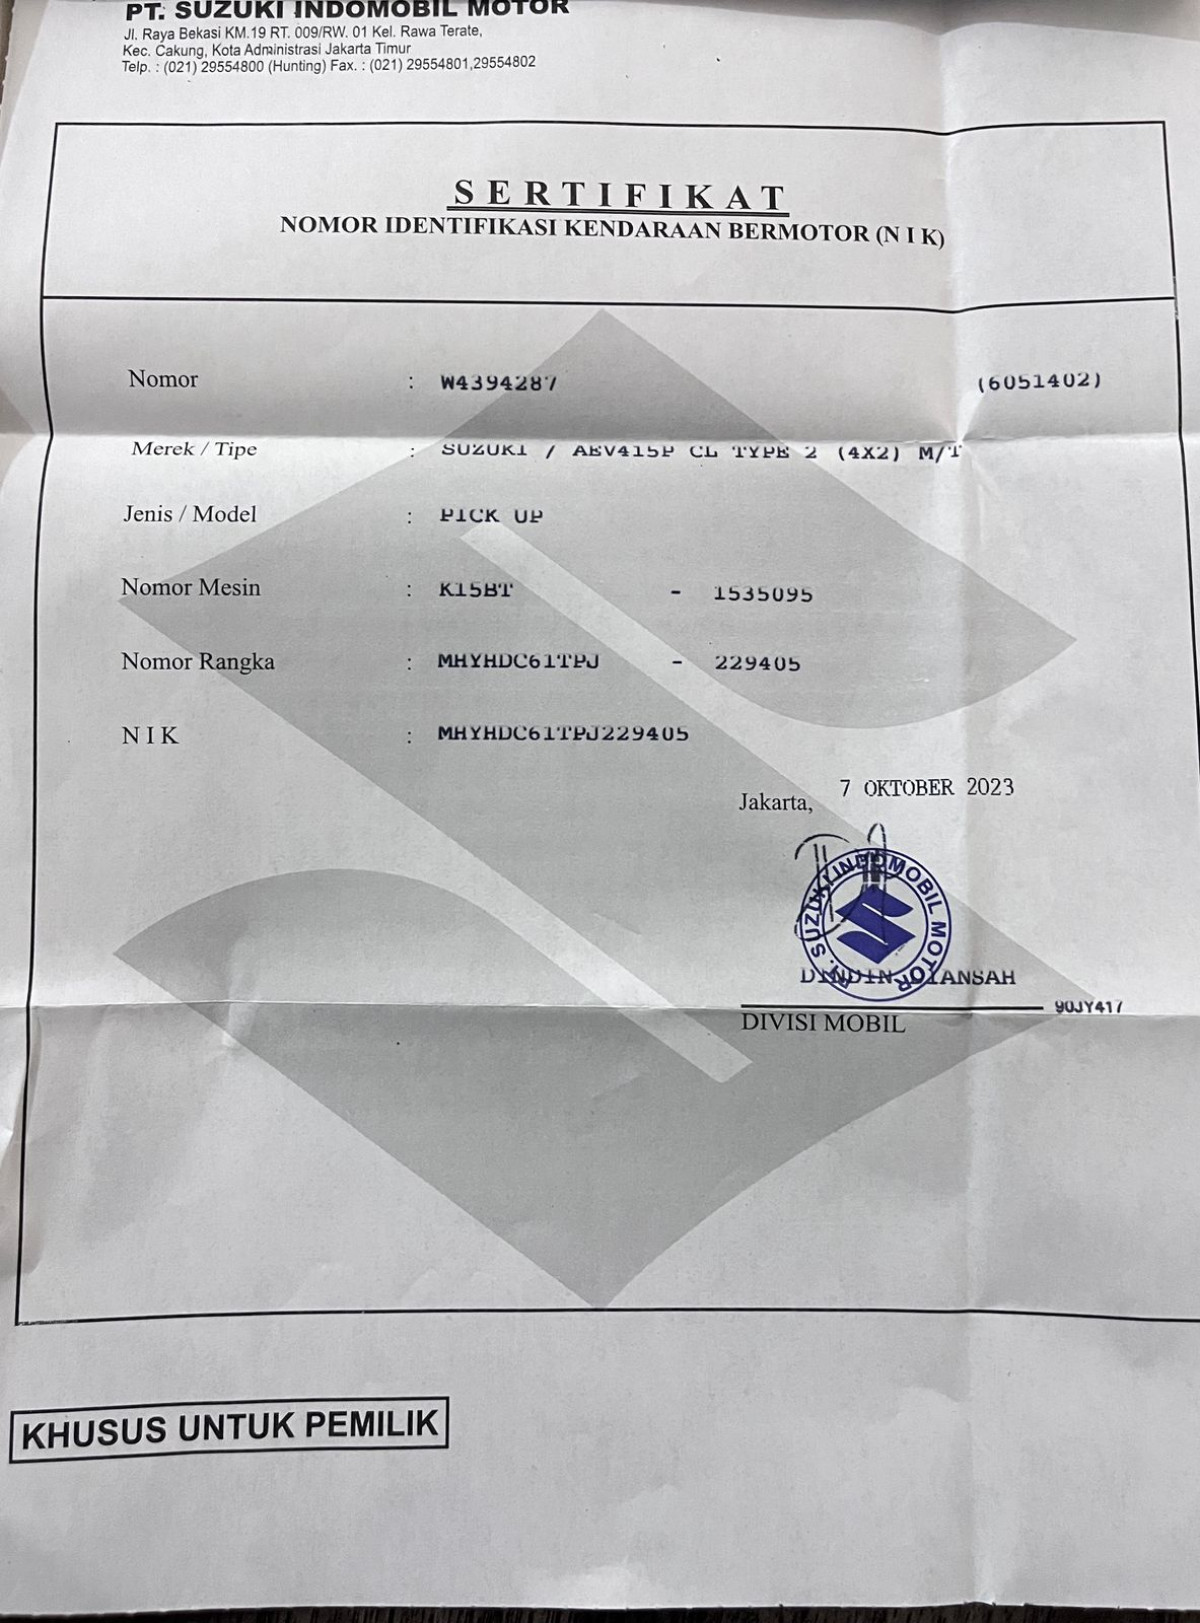 PT. SUZUKI INDOMOBIL MOTOR
Jl. Raya Bekasi KM.19 RT. 009/RW. 01 Kel. Rawa Terate,
Kec. Cakung, Kota Administrasi Jakarta Timur
Telp. : (021) 29554800 (Hunting) Fax. : (021) 29554801,29554802
SERTIFIKAT
NOMOR IDENTIFIKASI KENDARAAN BERMOTOR (N I K)
Nomor : W4394287 (6051402)
Merek / Tipe : SUZUKI / AEV415P CL TYPE 2 (4X2) M/T
Jenis / Model : PICK UP
Nomor Mesin : K15BT - 1535095
Nomor Rangka : MHYHDC61TPJ - 229405
N I K : MHYHDC61TPJ229405
Jakarta, 7 OKTOBER 2023
PT. SUZUKI INDOMOBIL MOTOR
DINDIN
90JY417
DIVISI MOBIL
KHUSUS UNTUK PEMILIK